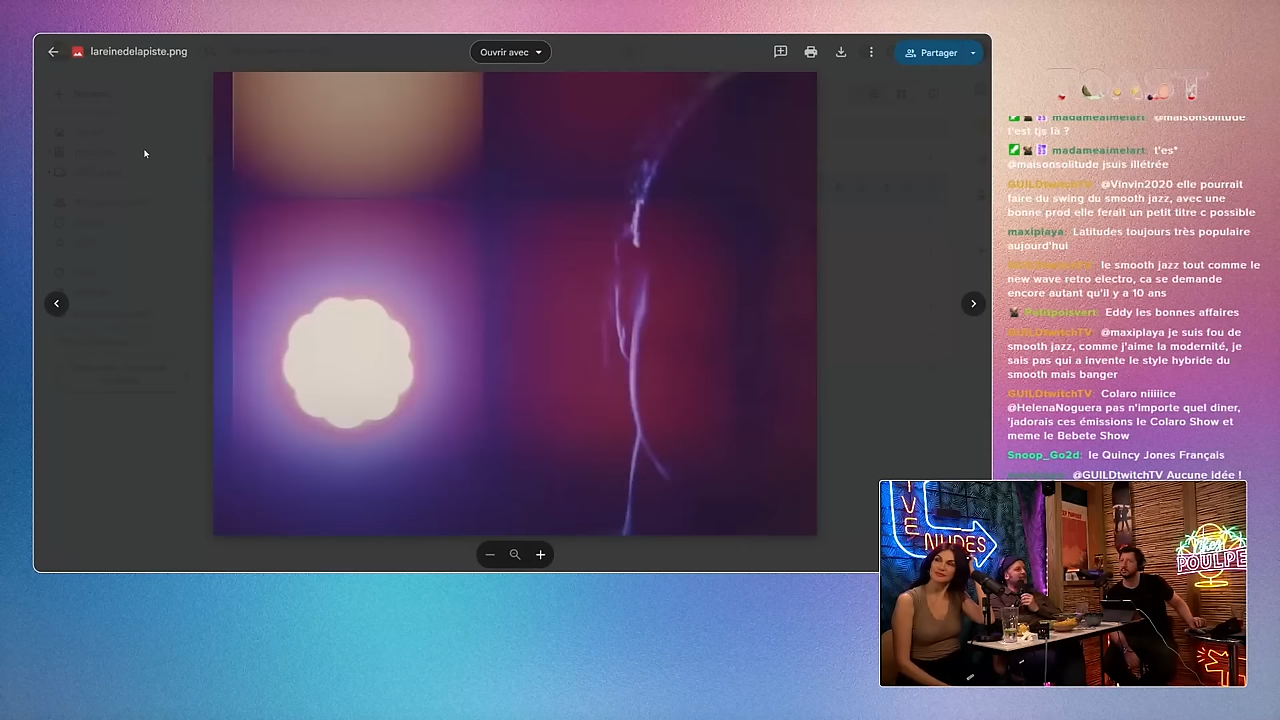 lareinedelapiste.png
Ouvrir avec
Partager
TOAST
madameaimelart: @maisonsolitude
t'est tjs là ?
madameaimelart: t'es*
@maisonsolitude jsuis illétrée
GUILDtwitchTV: @Vinvin2020 elle pourrait
faire du swing du smooth jazz, avec une
bonne prod elle ferait un petit titre c possible
maxiplaya: Latitudes toujours très populaire
aujourd'hui
le smooth jazz tout comme le
new wave retro electro, ca se demande
encore autant qu'il y a 10 ans
Petitpoisvert: Eddy les bonnes affaires
GUILDtwitchTV: @maxiplaya je suis fou de
smooth jazz, comme j'aime la modernité, je
sais pas qui a invente le style hybride du
smooth mais banger
GUILDtwitchTV: Colaro niiiiice
@HelenaNoguera pas n'importe quel diner,
'jadorais ces émissions le Colaro Show et
meme le Bebete Show
Snoop_Go2d: le Quincy Jones Français
@GUILDtwitchTV Aucune idée !
NUDES
POULPE